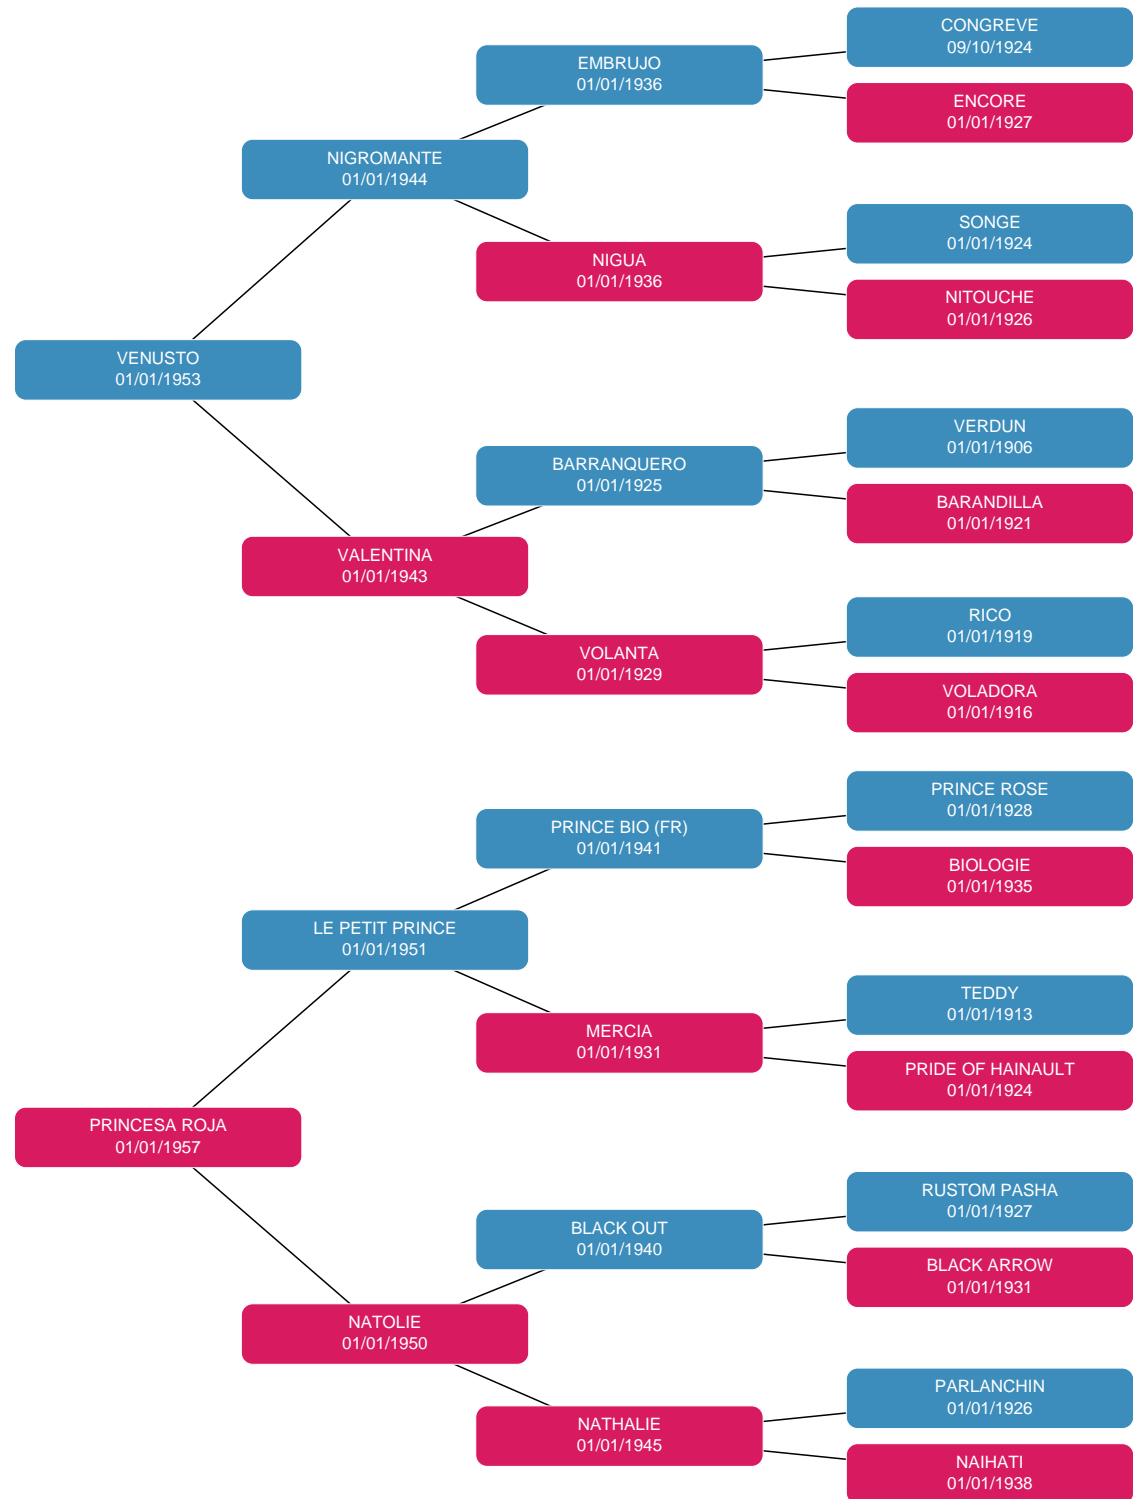 CONGREVE
09/10/1924
EMBRUJO
01/01/1936
ENCORE
01/01/1927
NIGROMANTE
01/01/1944
SONGE
01/01/1924
NIGUA
01/01/1936
NITOUCHE
01/01/1926
VENUSTO
01/01/1953
VERDUN
01/01/1906
BARRANQUERO
01/01/1925
BARANDILLA
01/01/1921
VALENTINA
01/01/1943
RICO
01/01/1919
VOLANTA
01/01/1929
VOLADORA
01/01/1916
PRINCE ROSE
01/01/1928
PRINCE BIO (FR)
01/01/1941
BIOLOGIE
01/01/1935
LE PETIT PRINCE
01/01/1951
TEDDY
01/01/1913
MERCIA
01/01/1931
PRIDE OF HAINAULT
01/01/1924
PRINCESA ROJA
01/01/1957
RUSTOM PASHA
01/01/1927
BLACK OUT
01/01/1940
BLACK ARROW
01/01/1931
NATOLIE
01/01/1950
PARLANCHIN
01/01/1926
NATHALIE
01/01/1945
NAIHATI
01/01/1938